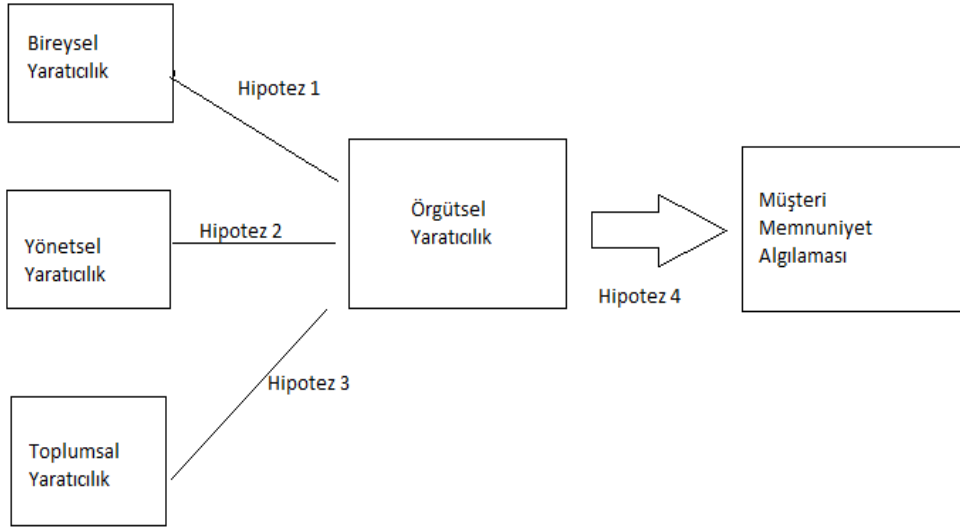 Bireysel
Yaratıcılık
Hipotez 1
Yönetsel
Yaratıcılık
Hipotez 2
Toplumsal
Yaratıcılık
Hipotez 3
Örgütsel
Yaratıcılık
Hipotez 4
Müşteri
Memnuniyet
Algılaması